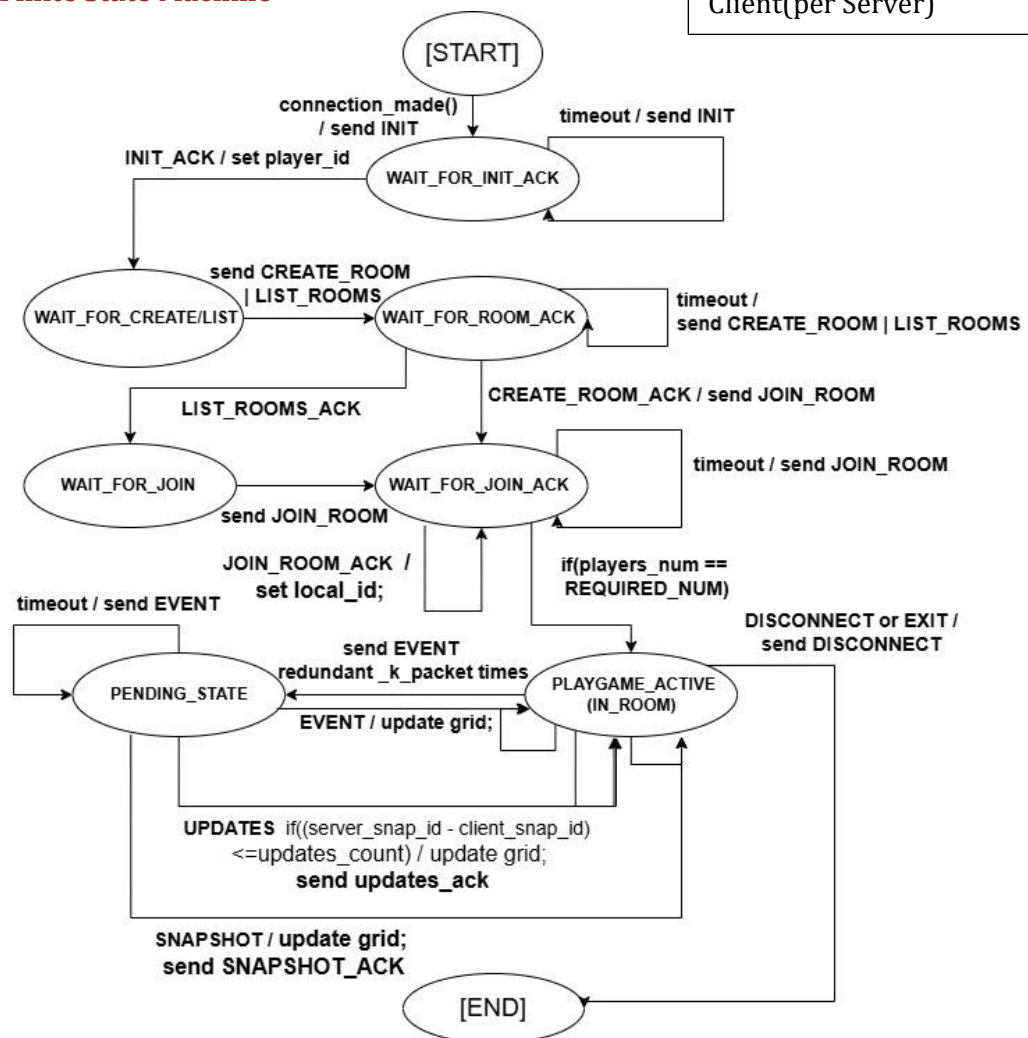 Finite State Machine
Client(per Server)
[START]
connection_made()
/ send INIT
timeout / send INIT
INIT_ACK / set player_id
WAIT_FOR_INIT_ACK
send CREATE_ROOM
| LIST_ROOMS
WAIT_FOR_CREATE/LIST
WAIT_FOR_ROOM_ACK
timeout /
send CREATE_ROOM | LIST_ROOMS
LIST_ROOMS_ACK
CREATE_ROOM_ACK / send JOIN_ROOM
WAIT_FOR_JOIN
WAIT_FOR_JOIN_ACK
timeout / send JOIN_ROOM
send JOIN_ROOM
JOIN_ROOM_ACK /
set local_id;
if(players_num ==
REQUIRED_NUM)
timeout / send EVENT
DISCONNECT or EXIT /
send DISCONNECT
send EVENT
redundant _k_packet times
PENDING_STATE
PLAYGAME_ACTIVE
(IN_ROOM)
EVENT / update grid;
UPDATES if((server_snap_id - client_snap_id)
<=updates_count) / update grid;
send updates_ack
SNAPSHOT / update grid;
send SNAPSHOT_ACK
[END]